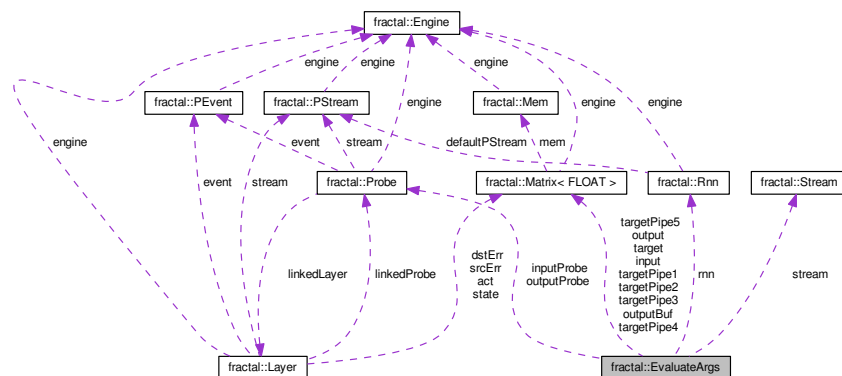 fractal::Engine
engine
engine
engine
engine
engine
engine
engine
fractal::PEvent
fractal::PStream
fractal::Mem
event
stream
defaultPStream
mem
event
stream
fractal::Probe
fractal::Matrix< FLOAT >
fractal::Rnn
fractal::Stream
linkedLayer
linkedProbe
dstErr
srcErr
act
state
inputProbe
outputProbe
targetPipe5
output
target
input
targetPipe1
targetPipe2
targetPipe3
outputBuf
targetPipe4
rnn
stream
fractal::Layer
fractal::EvaluateArgs